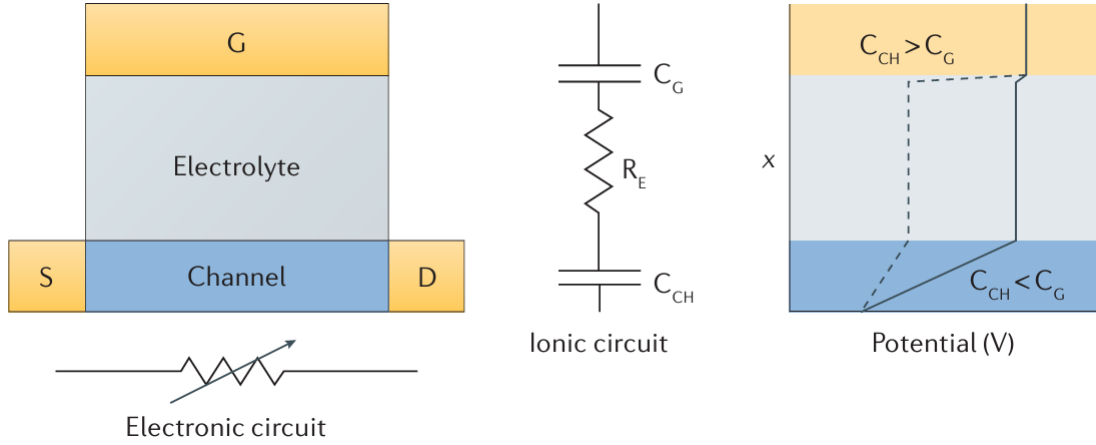 G
Electrolyte
S
Channel
D
Electronic circuit
C_G
R_E
C_CH
Ionic circuit
C_CH > C_G
x
C_CH < C_G
Potential (V)